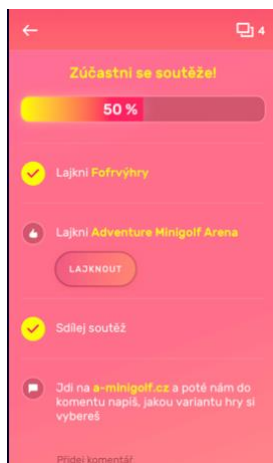 4
Zúčastni se soutěže!
50 %
Lajkni Fofrvýhry
Lajkni Adventure Minigolf Arena
LAJKNOUT
Sdílej soutěž
Jdi na a-minigolf.cz a poté nám do
komentu napiš, jakou variantu hry si
vybereš
Přidej komentář